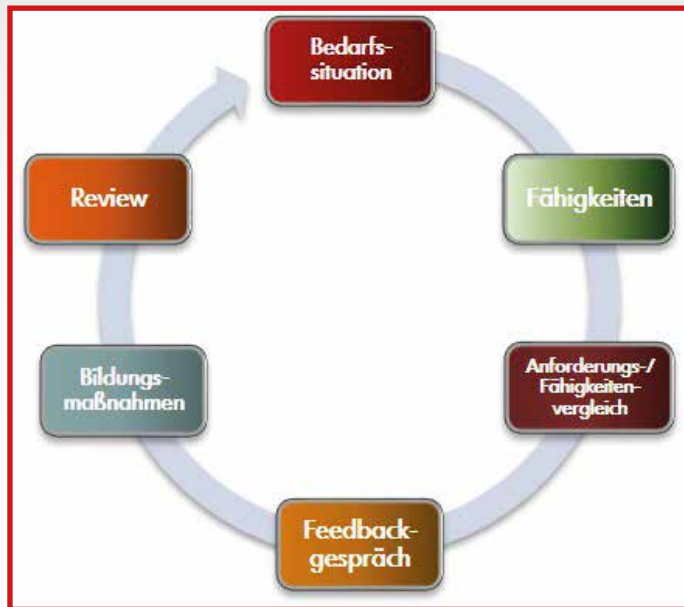 Bedarfs-
situation
Fähigkeiten
Anforderungs-/
Fähigkeiten-
vergleich
Feedback-
gespräch
Bildungs-
maßnahmen
Review